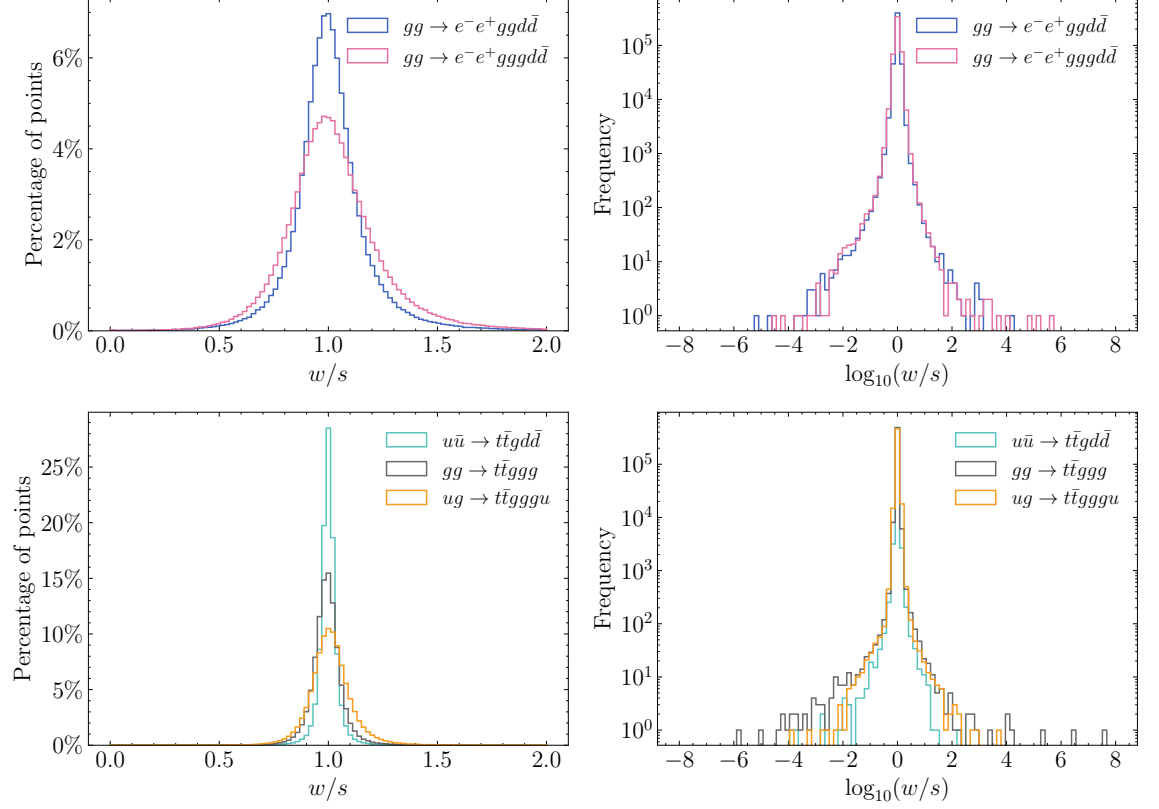 Percentage of points
6%
4%
2%
0%
0.0 0.5 1.0 1.5 2.0
w/s
gg → e⁻e⁺ggdd̄
gg → e⁻e⁺gggdd̄
Frequency
10⁵
10⁴
10³
10²
10¹
10⁰
−8 −6 −4 −2 0 2 4 6 8
log₁₀(w/s)
gg → e⁻e⁺ggdd̄
gg → e⁻e⁺gggdd̄
Percentage of points
25%
20%
15%
10%
5%
0%
0.0 0.5 1.0 1.5 2.0
w/s
uū → tt̄gdd̄
gg → tt̄ggg
ug → tt̄gggu
Frequency
10⁵
10⁴
10³
10²
10¹
10⁰
−8 −6 −4 −2 0 2 4 6 8
log₁₀(w/s)
uū → tt̄gdd̄
gg → tt̄ggg
ug → tt̄gggu